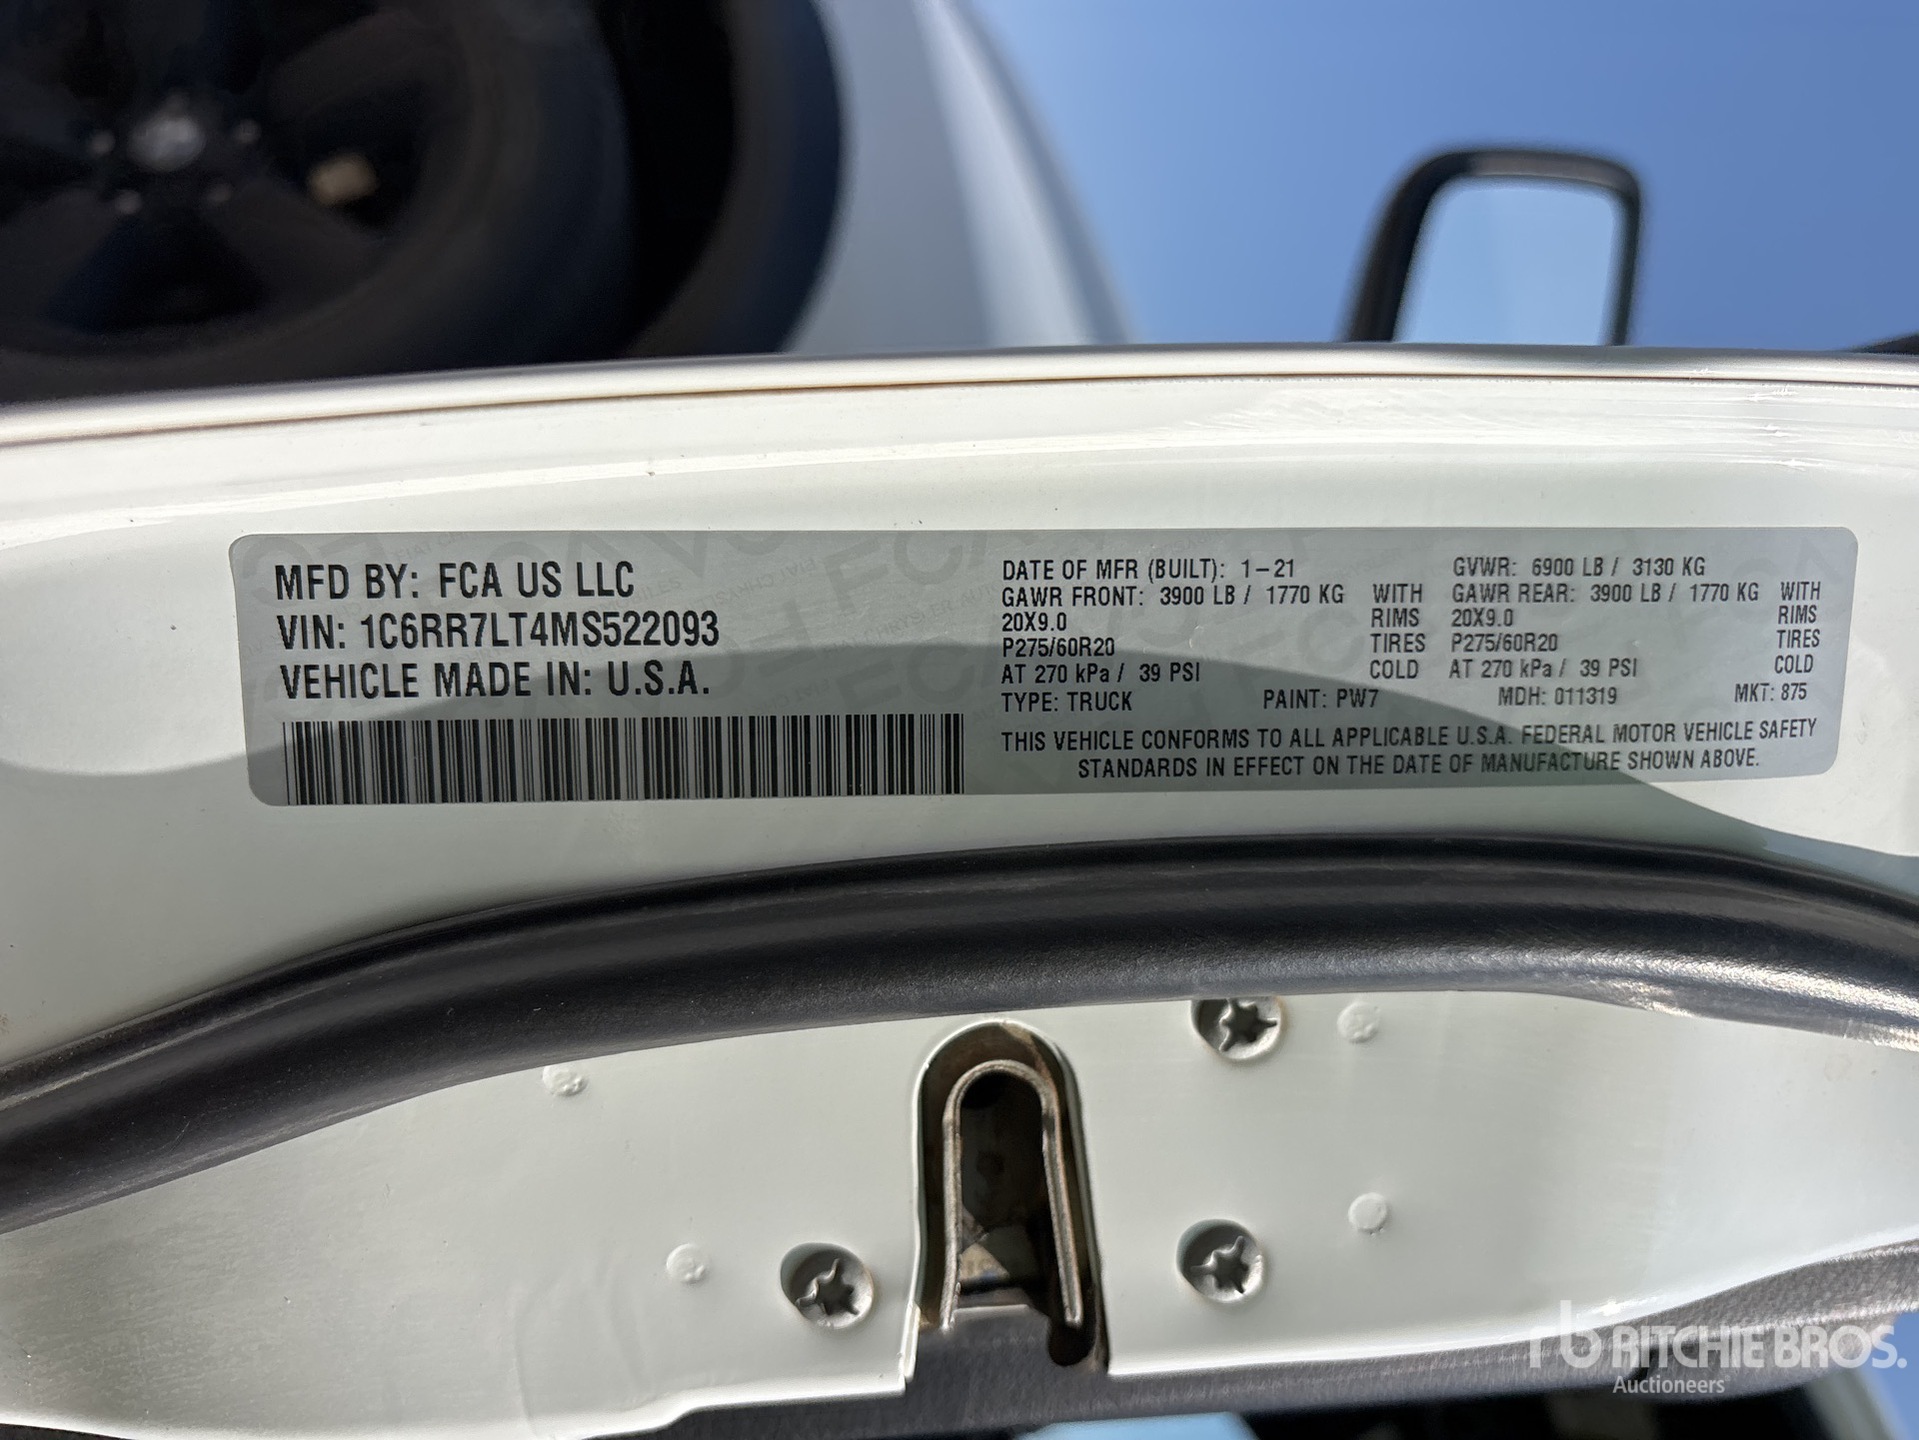 MFD BY: FCA US LLC
VIN: 1C6RR7LT4MS522093
VEHICLE MADE IN: U.S.A.
DATE OF MFR (BUILT): 1-21 GVWR: 6900 LB / 3130 KG
GAWR FRONT: 3900 LB / 1770 KG WITH GAWR REAR: 3900 LB / 1770 KG WITH
20X9.0 RIMS 20X9.0 RIMS
P275/60R20 TIRES P275/60R20 TIRES
AT 270 kPa / 39 PSI COLD AT 270 kPa / 39 PSI COLD
TYPE: TRUCK PAINT: PW7 MDH: 011319 MKT: 875
THIS VEHICLE CONFORMS TO ALL APPLICABLE U.S.A. FEDERAL MOTOR VEHICLE SAFETY
STANDARDS IN EFFECT ON THE DATE OF MANUFACTURE SHOWN ABOVE.
rb RITCHIE BROS.
Auctioneers